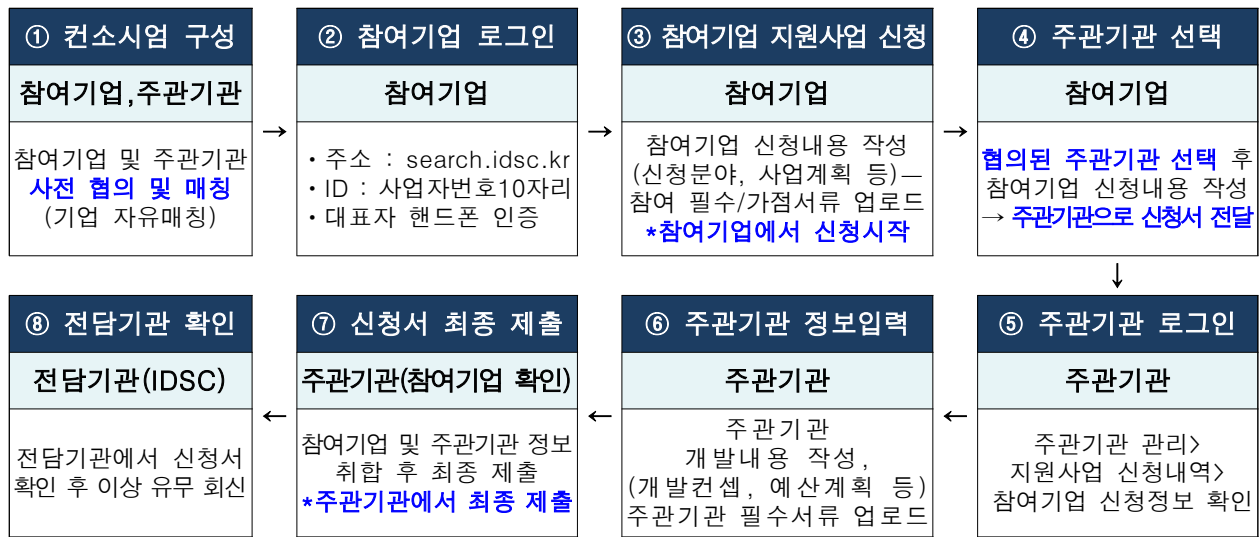 ① 컨소시엄 구성
참여기업,주관기관
참여기업 및 주관기관
사전 협의 및 매칭
(기업 자유매칭)
→
② 참여기업 로그인
참여기업
・주소 : search.idsc.kr
・ID : 사업자번호10자리
・대표자 핸드폰 인증
→
③ 참여기업 지원사업 신청
참여기업
참여기업 신청내용 작성
(신청분야, 사업계획 등)—
참여 필수/가점서류 업로드
*참여기업에서 신청시작
→
④ 주관기관 선택
참여기업
협의된 주관기관 선택 후
참여기업 신청내용 작성
→ 주관기관으로 신청서 전달
↓
⑤ 주관기관 로그인
주관기관
주관기관 관리>
지원사업 신청내역>
참여기업 신청정보 확인
←
⑥ 주관기관 정보입력
주관기관
주관기관
개발내용 작성,
(개발컨셉, 예산계획 등)
주관기관 필수서류 업로드
←
⑦ 신청서 최종 제출
주관기관(참여기업 확인)
참여기업 및 주관기관 정보
취합 후 최종 제출
*주관기관에서 최종 제출
←
⑧ 전담기관 확인
전담기관(IDSC)
전담기관에서 신청서
확인 후 이상 유무 회신